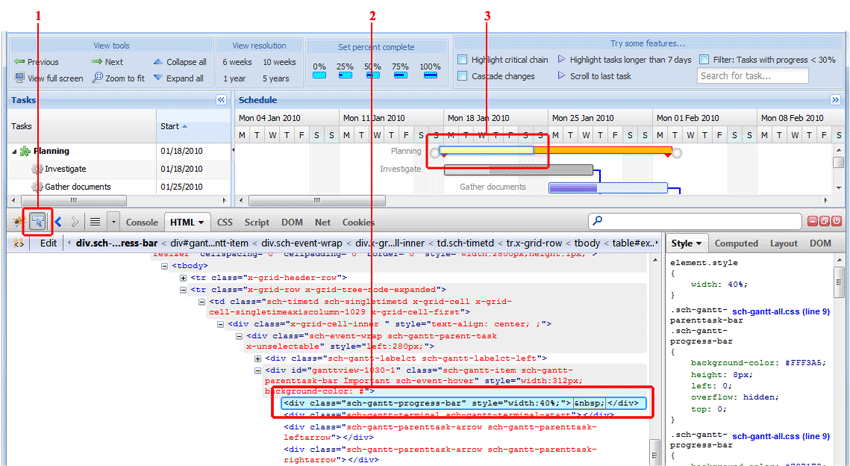 1 2 3
View tools
Previous Next Collapse all
View full screen Zoom to fit Expand all
View resolution
6 weeks 10 weeks
1 year 5 years
Set percent complete
0% 25% 50% 75% 100%
Try some features...
Highlight critical chain Highlight tasks longer than 7 days Filter: Tasks with progress < 30%
Cascade changes Scroll to last task Search for task...
Tasks Schedule
Tasks Start
Mon 04 Jan 2010 Mon 11 Jan 2010 Mon 18 Jan 2010 Mon 25 Jan 2010 Mon 01 Feb 2010 Mon 08 Feb 2010
M T W T F S S M T W T F S S M T W T F S S M T W T F S S M T W T F S S M T W T F S
Planning 01/18/2010 Planning
Investigate 01/18/2010 Investigate
Gather documents 01/25/2010 Gather documents
Console HTML CSS Script DOM Net Cookies
Edit div.sch-...ress-bar < div#gant...ntt-item < div.sch-event-wrap < div.x-gr...ll-inner < td.sch-timetd < tr.x-grid-row < tbody < table#ex..
Style Computed Layout DOM
resizer" cellspacing="0" cellpadding="0" border="0" style="width:2800px;height:1px;">
<tbody>
<tr class="x-grid-header-row">
<tr class="x-grid-row x-grid-tree-node-expanded">
<td class="sch-timetd sch-singletimetd x-grid-cell x-grid-
cell-singletimeaxiscolumn-1029 x-grid-cell-first">
<div class="x-grid-cell-inner " style="text-align: center; ;">
<div class="sch-event-wrap sch-gantt-parent-task
x-unselectable" style="left:280px;">
<div class="sch-gantt-labelct sch-gantt-labelct-left">
<div id="ganttview-1030-1" class="sch-gantt-item sch-gantt-
parenttask-bar Important sch-event-hover" style="width:312px;
background-color: #">
<div class="sch-gantt-progress-bar" style="width:40%;">&nbsp;</div>
<div class="sch-gantt-terminal sch-gantt-terminal-start"></div>
<div class="sch-gantt-parenttask-arrow sch-gantt-parenttask-
leftarrow"></div>
<div class="sch-gantt-parenttask-arrow sch-gantt-parenttask-
rightarrow"></div>
element.style
{
width: 40%;
}
.sch-gantt- sch-gantt-all.css (line 9)
parenttask-bar
.sch-gantt-
progress-bar
{
background-color: #FFF3A5;
height: 8px;
left: 0;
overflow: hidden;
top: 0;
}
.sch-gantt- sch-gantt-all.css (line 9)
progress-bar
{